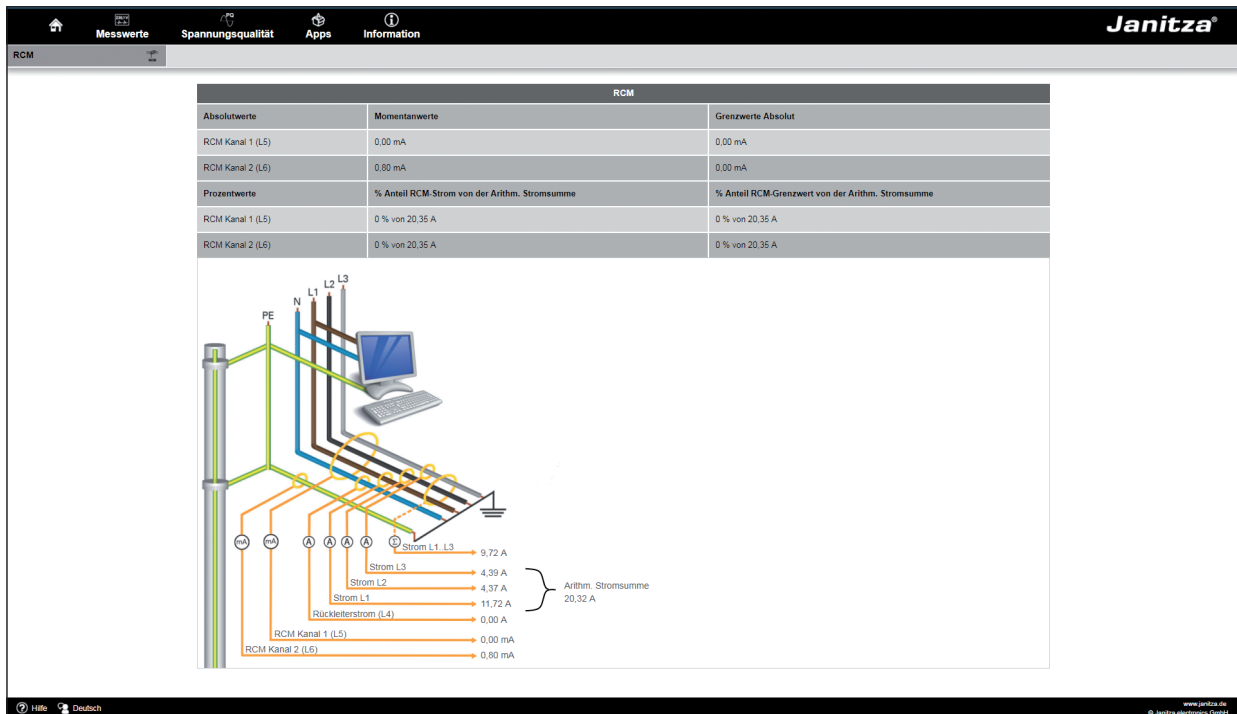 Messwerte
Spannungsqualität
Apps
Information
Janitza®
RCM
RCM
Absolutwerte Momentanwerte Grenzwerte Absolut
RCM Kanal 1 (L5) 0,00 mA 0,00 mA
RCM Kanal 2 (L6) 0,80 mA 0,00 mA
Prozentwerte % Anteil RCM-Strom von der Arithm. Stromsumme % Anteil RCM-Grenzwert von der Arithm. Stromsumme
RCM Kanal 1 (L5) 0 % von 20,35 A 0 % von 20,35 A
RCM Kanal 2 (L6) 0 % von 20,35 A 0 % von 20,35 A
L3
L2
L1
N
PE
mA mA A A A A Σ
Strom L1..L3 9,72 A
Strom L3 4,39 A
Strom L2 4,37 A
Strom L1 11,72 A
Arithm. Stromsumme
20,32 A
Rückleiterstrom (L4) 0,00 A
RCM Kanal 1 (L5) 0,00 mA
RCM Kanal 2 (L6) 0,80 mA
? Hilfe Deutsch
www.janitza.de
© Janitza electronics GmbH